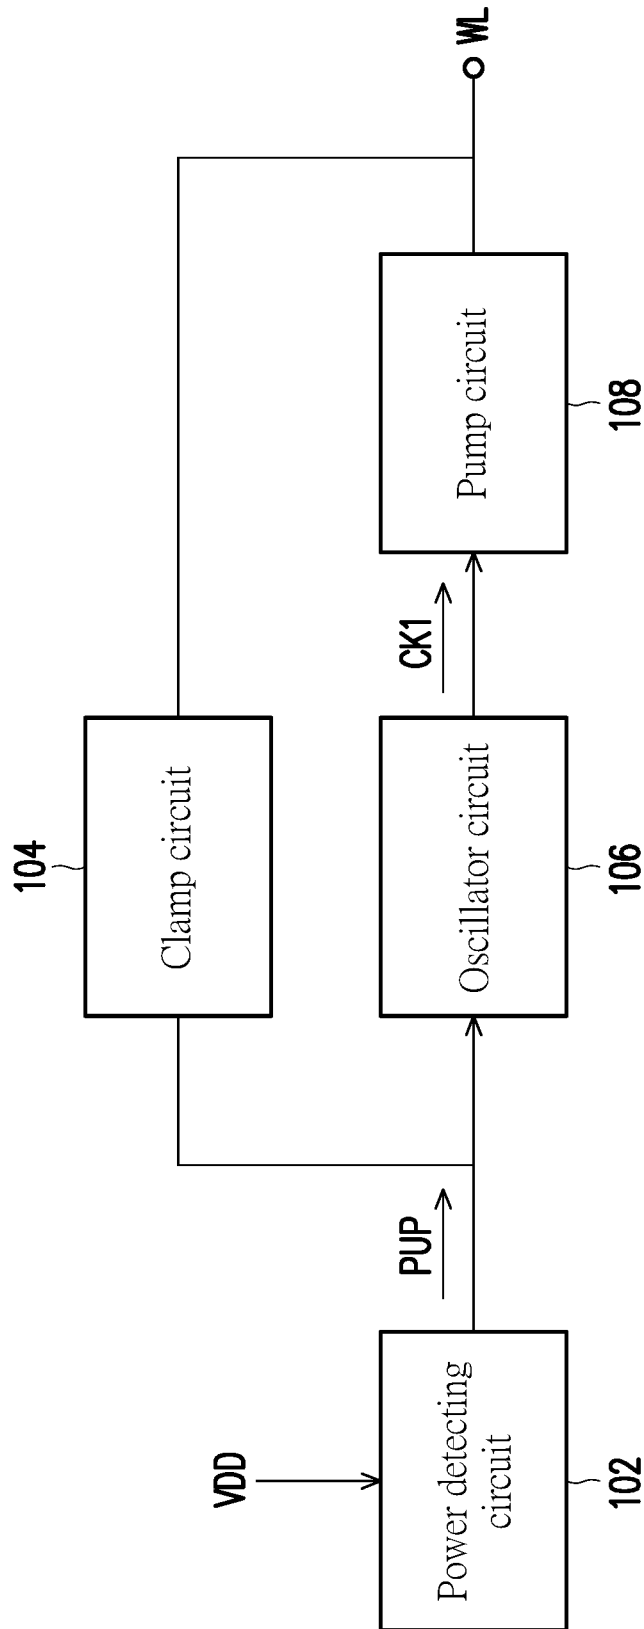 VDD
Power detecting
circuit
102
PUP
104
Clamp circuit
Oscillator circuit
106
CK1
Pump circuit
108
WL